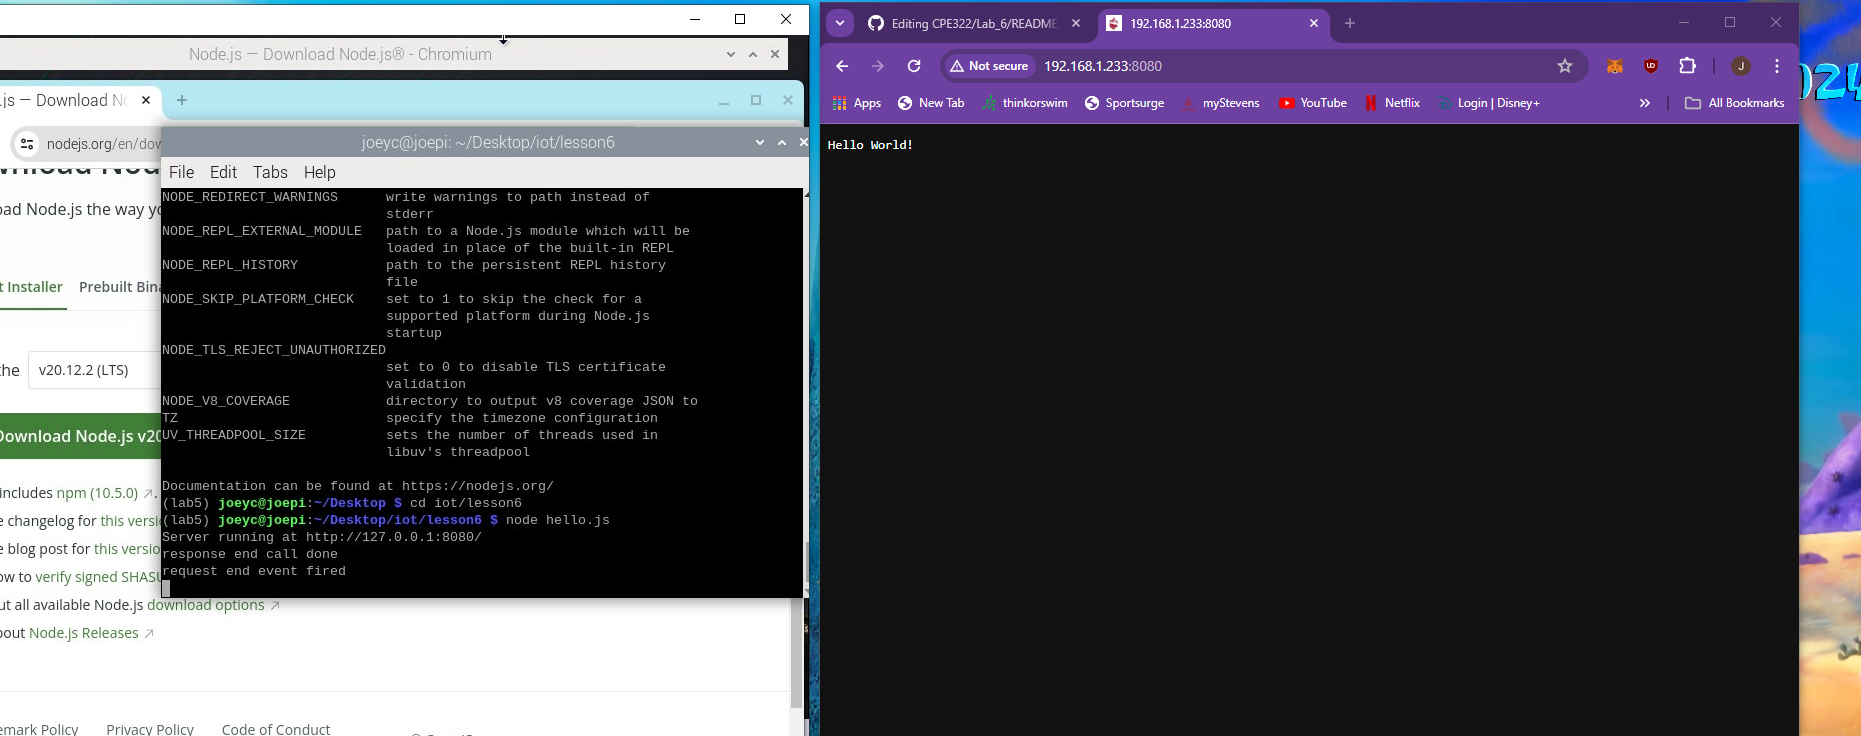 Node.js — Download Node.js® - Chromium
.js — Download No
nodejs.org/en/dow
ad Node.js the way yo
t Installer Prebuilt Bina
the v20.12.2 (LTS)
Download Node.js v20
includes npm (10.5.0) ↗.
e changelog for this versi
e blog post for this versio
ow to verify signed SHASU
ut all available Node.js download options ↗
bout Node.js Releases ↗
emark Policy Privacy Policy Code of Conduct
joeyc@joepi: ~/Desktop/iot/lesson6
File Edit Tabs Help
NODE_REDIRECT_WARNINGS write warnings to path instead of
stderr
NODE_REPL_EXTERNAL_MODULE path to a Node.js module which will be
loaded in place of the built-in REPL
NODE_REPL_HISTORY path to the persistent REPL history
file
NODE_SKIP_PLATFORM_CHECK set to 1 to skip the check for a
supported platform during Node.js
startup
NODE_TLS_REJECT_UNAUTHORIZED
set to 0 to disable TLS certificate
validation
NODE_V8_COVERAGE directory to output v8 coverage JSON to
TZ specify the timezone configuration
UV_THREADPOOL_SIZE sets the number of threads used in
libuv's threadpool
Documentation can be found at https://nodejs.org/
(lab5) joeyc@joepi:~/Desktop $ cd iot/lesson6
(lab5) joeyc@joepi:~/Desktop/iot/lesson6 $ node hello.js
Server running at http://127.0.0.1:8080/
response end call done
request end event fired
Editing CPE322/Lab_6/README
192.168.1.233:8080
Not secure 192.168.1.233:8080
J
Apps New Tab thinkorswim Sportsurge myStevens YouTube Netflix Login | Disney+ » All Bookmarks
Hello World!
024